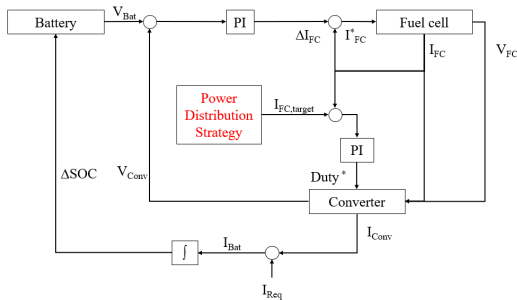 Battery
V_Bat
PI
ΔI_FC
I*_FC
Fuel cell
I_FC
V_FC
Power
Distribution
Strategy
I_FC,target
PI
ΔSOC
V_Conv
Duty*
Converter
I_Conv
I_Bat
∫
I_Req